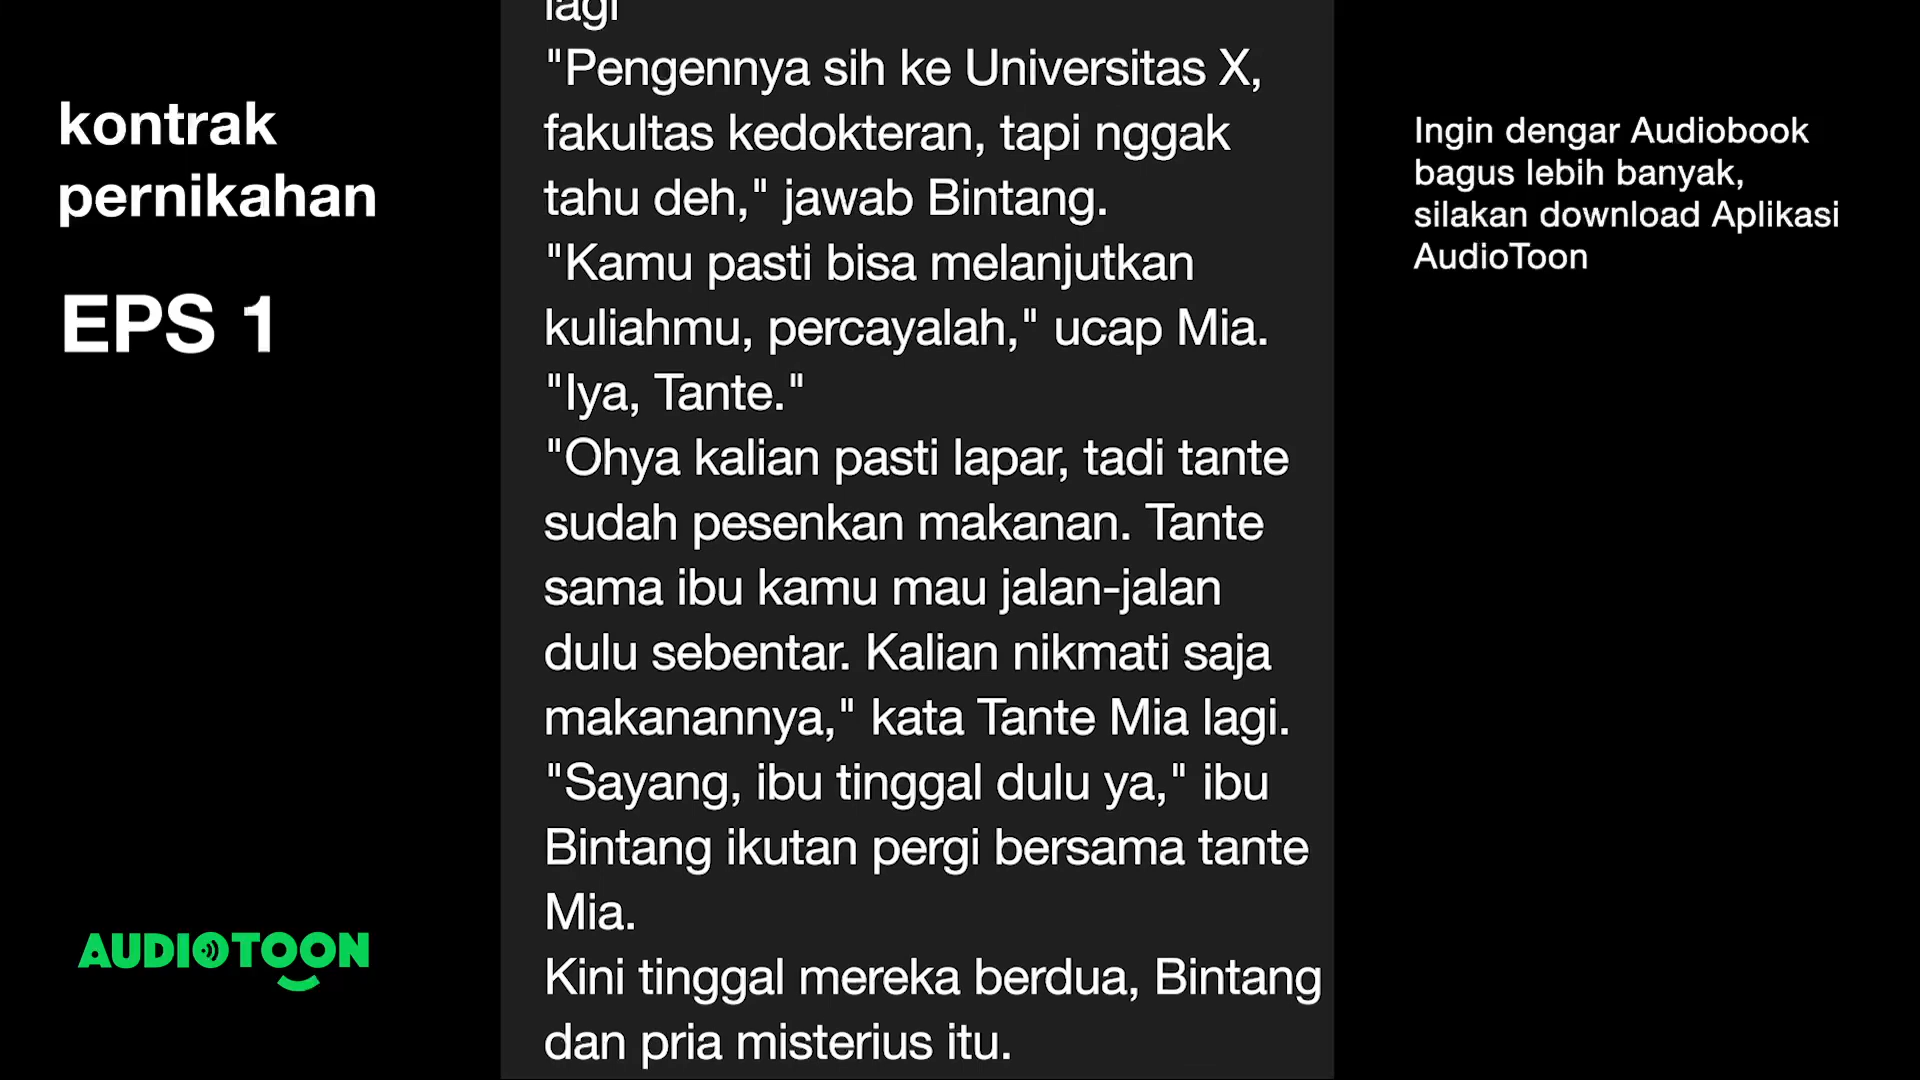 kontrak
pernikahan
EPS 1
AUDIOTOON
lagi
"Pengennya sih ke Universitas X,
fakultas kedokteran, tapi nggak
tahu deh," jawab Bintang.
"Kamu pasti bisa melanjutkan
kuliahmu, percayalah," ucap Mia.
"Iya, Tante."
"Ohya kalian pasti lapar, tadi tante
sudah pesenkan makanan. Tante
sama ibu kamu mau jalan-jalan
dulu sebentar. Kalian nikmati saja
makanannya," kata Tante Mia lagi.
"Sayang, ibu tinggal dulu ya," ibu
Bintang ikutan pergi bersama tante
Mia.
Kini tinggal mereka berdua, Bintang
dan pria misterius itu.
Ingin dengar Audiobook
bagus lebih banyak,
silakan download Aplikasi
AudioToon